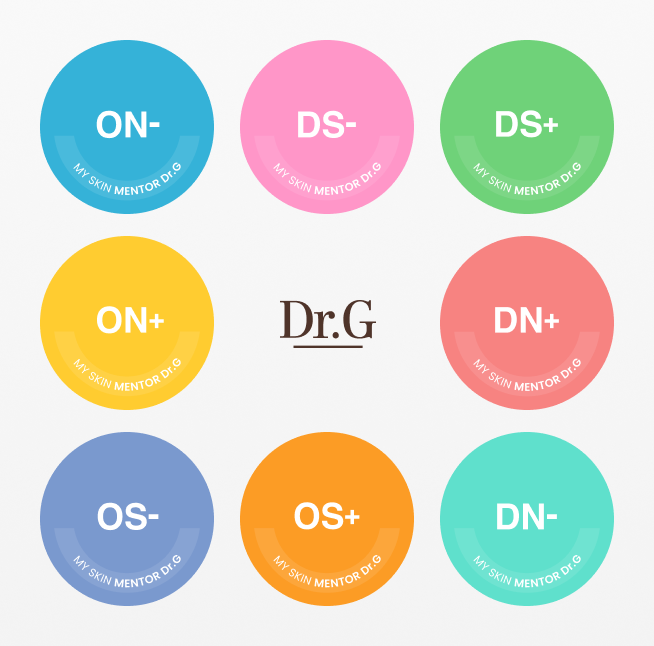 ON-
MY SKIN MENTOR Dr.G
DS-
MY SKIN MENTOR Dr.G
DS+
MY SKIN MENTOR Dr.G
ON+
MY SKIN MENTOR Dr.G
Dr.G
DN+
MY SKIN MENTOR Dr.G
OS-
MY SKIN MENTOR Dr.G
OS+
MY SKIN MENTOR Dr.G
DN-
MY SKIN MENTOR Dr.G